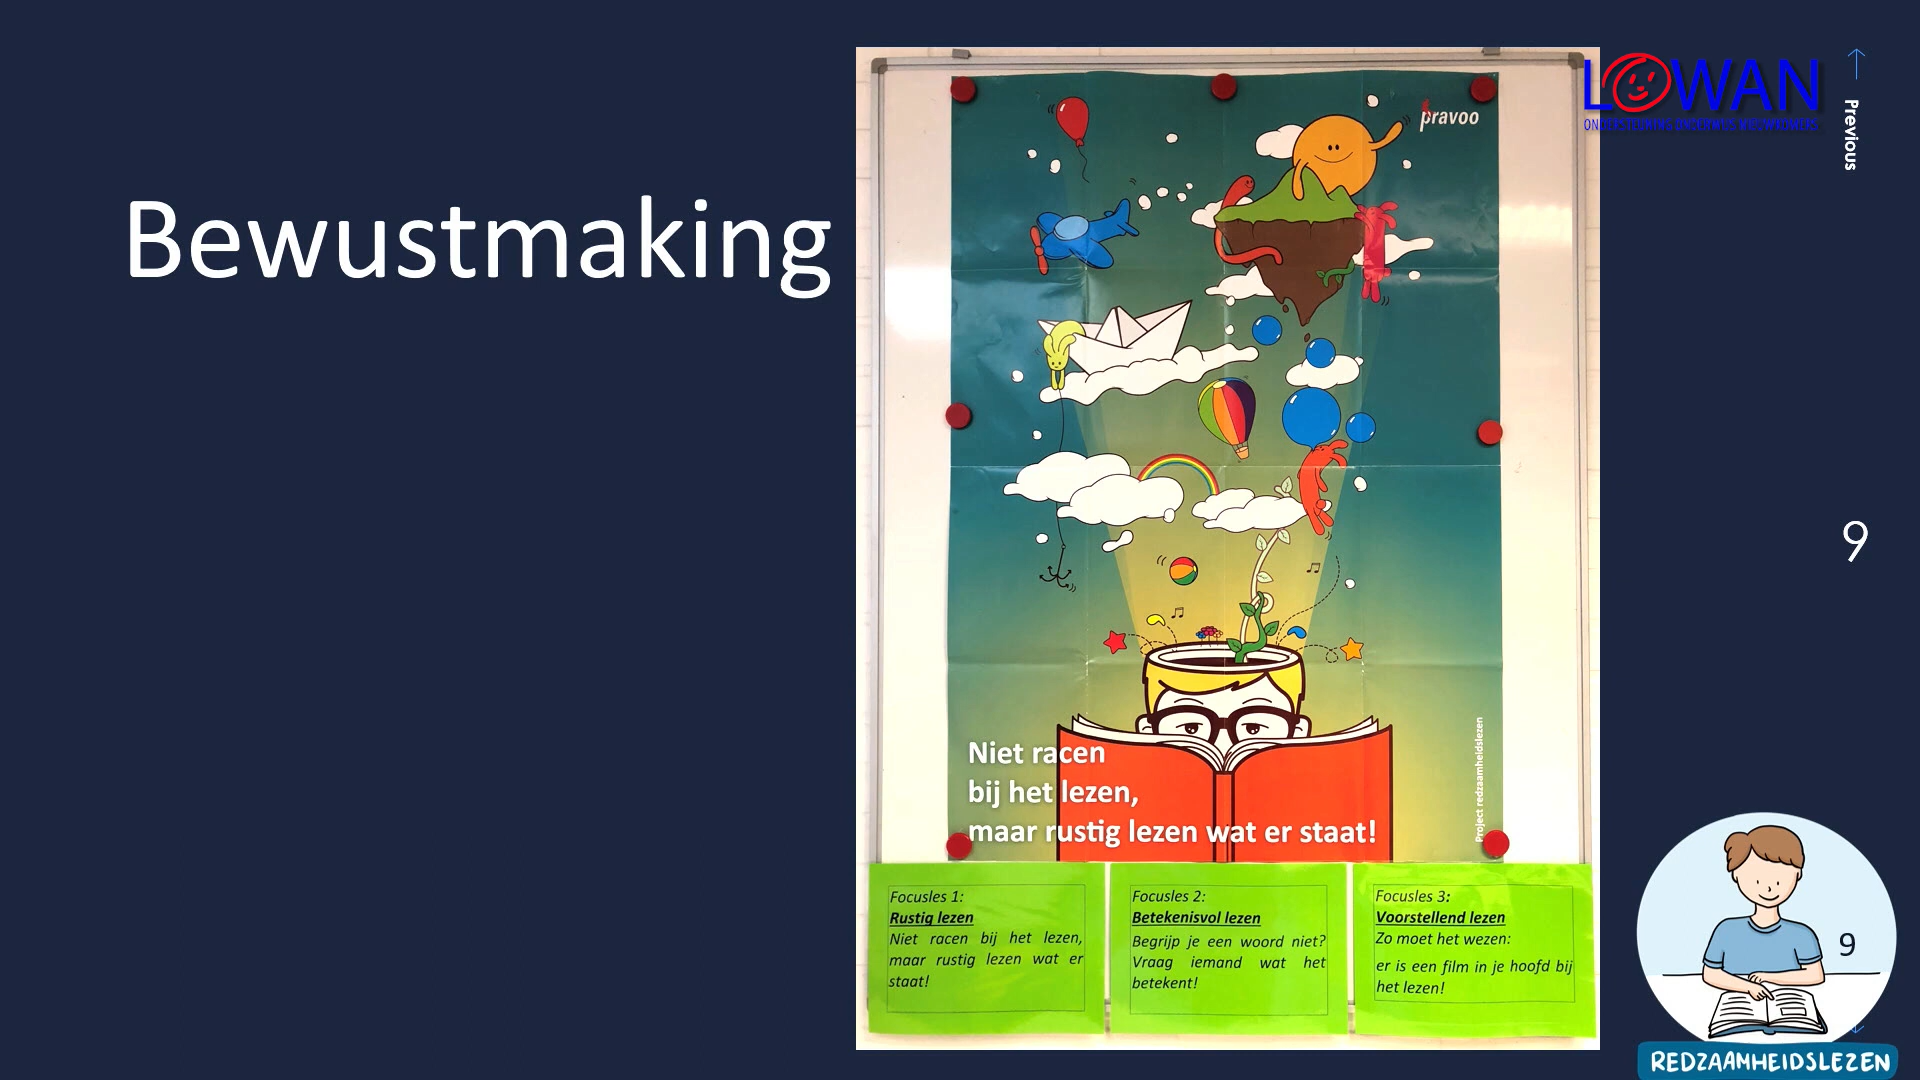 Bewustmaking
LOWAN
ONDERSTEUNING ONDERWIJS NIEUWKOMERS
Previous
9
pravoo
Niet racen
bij het lezen,
maar rustig lezen wat er staat!
Project redzaamheidslezen
Focusles 1:
Rustig lezen
Niet racen bij het lezen,
maar rustig lezen wat er
staat!
Focusles 2:
Betekenisvol lezen
Begrijp je een woord niet?
Vraag iemand wat het
betekent!
Focusles 3:
Voorstellend lezen
Zo moet het wezen:
er is een film in je hoofd bij
het lezen!
9
REDZAAMHEIDSLEZEN